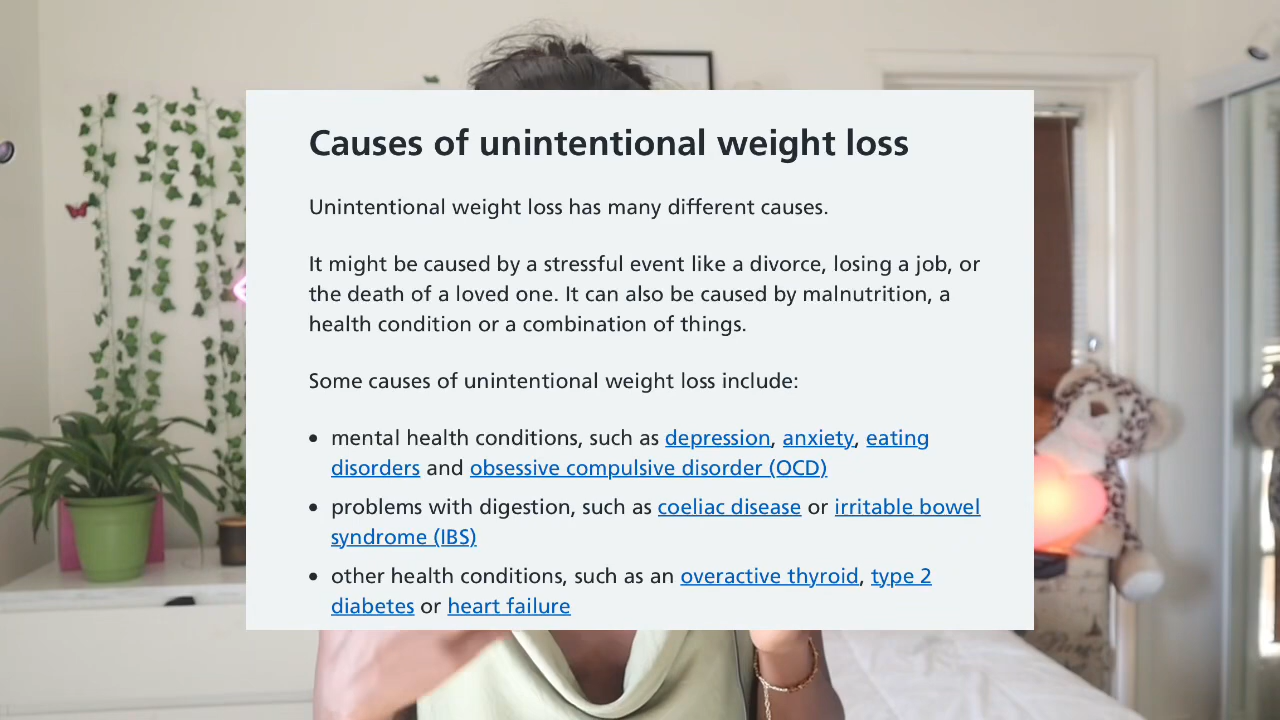 Causes of unintentional weight loss
Unintentional weight loss has many different causes.
It might be caused by a stressful event like a divorce, losing a job, or
the death of a loved one. It can also be caused by malnutrition, a
health condition or a combination of things.
Some causes of unintentional weight loss include:
• mental health conditions, such as depression, anxiety, eating
disorders and obsessive compulsive disorder (OCD)
• problems with digestion, such as coeliac disease or irritable bowel
syndrome (IBS)
• other health conditions, such as an overactive thyroid, type 2
diabetes or heart failure